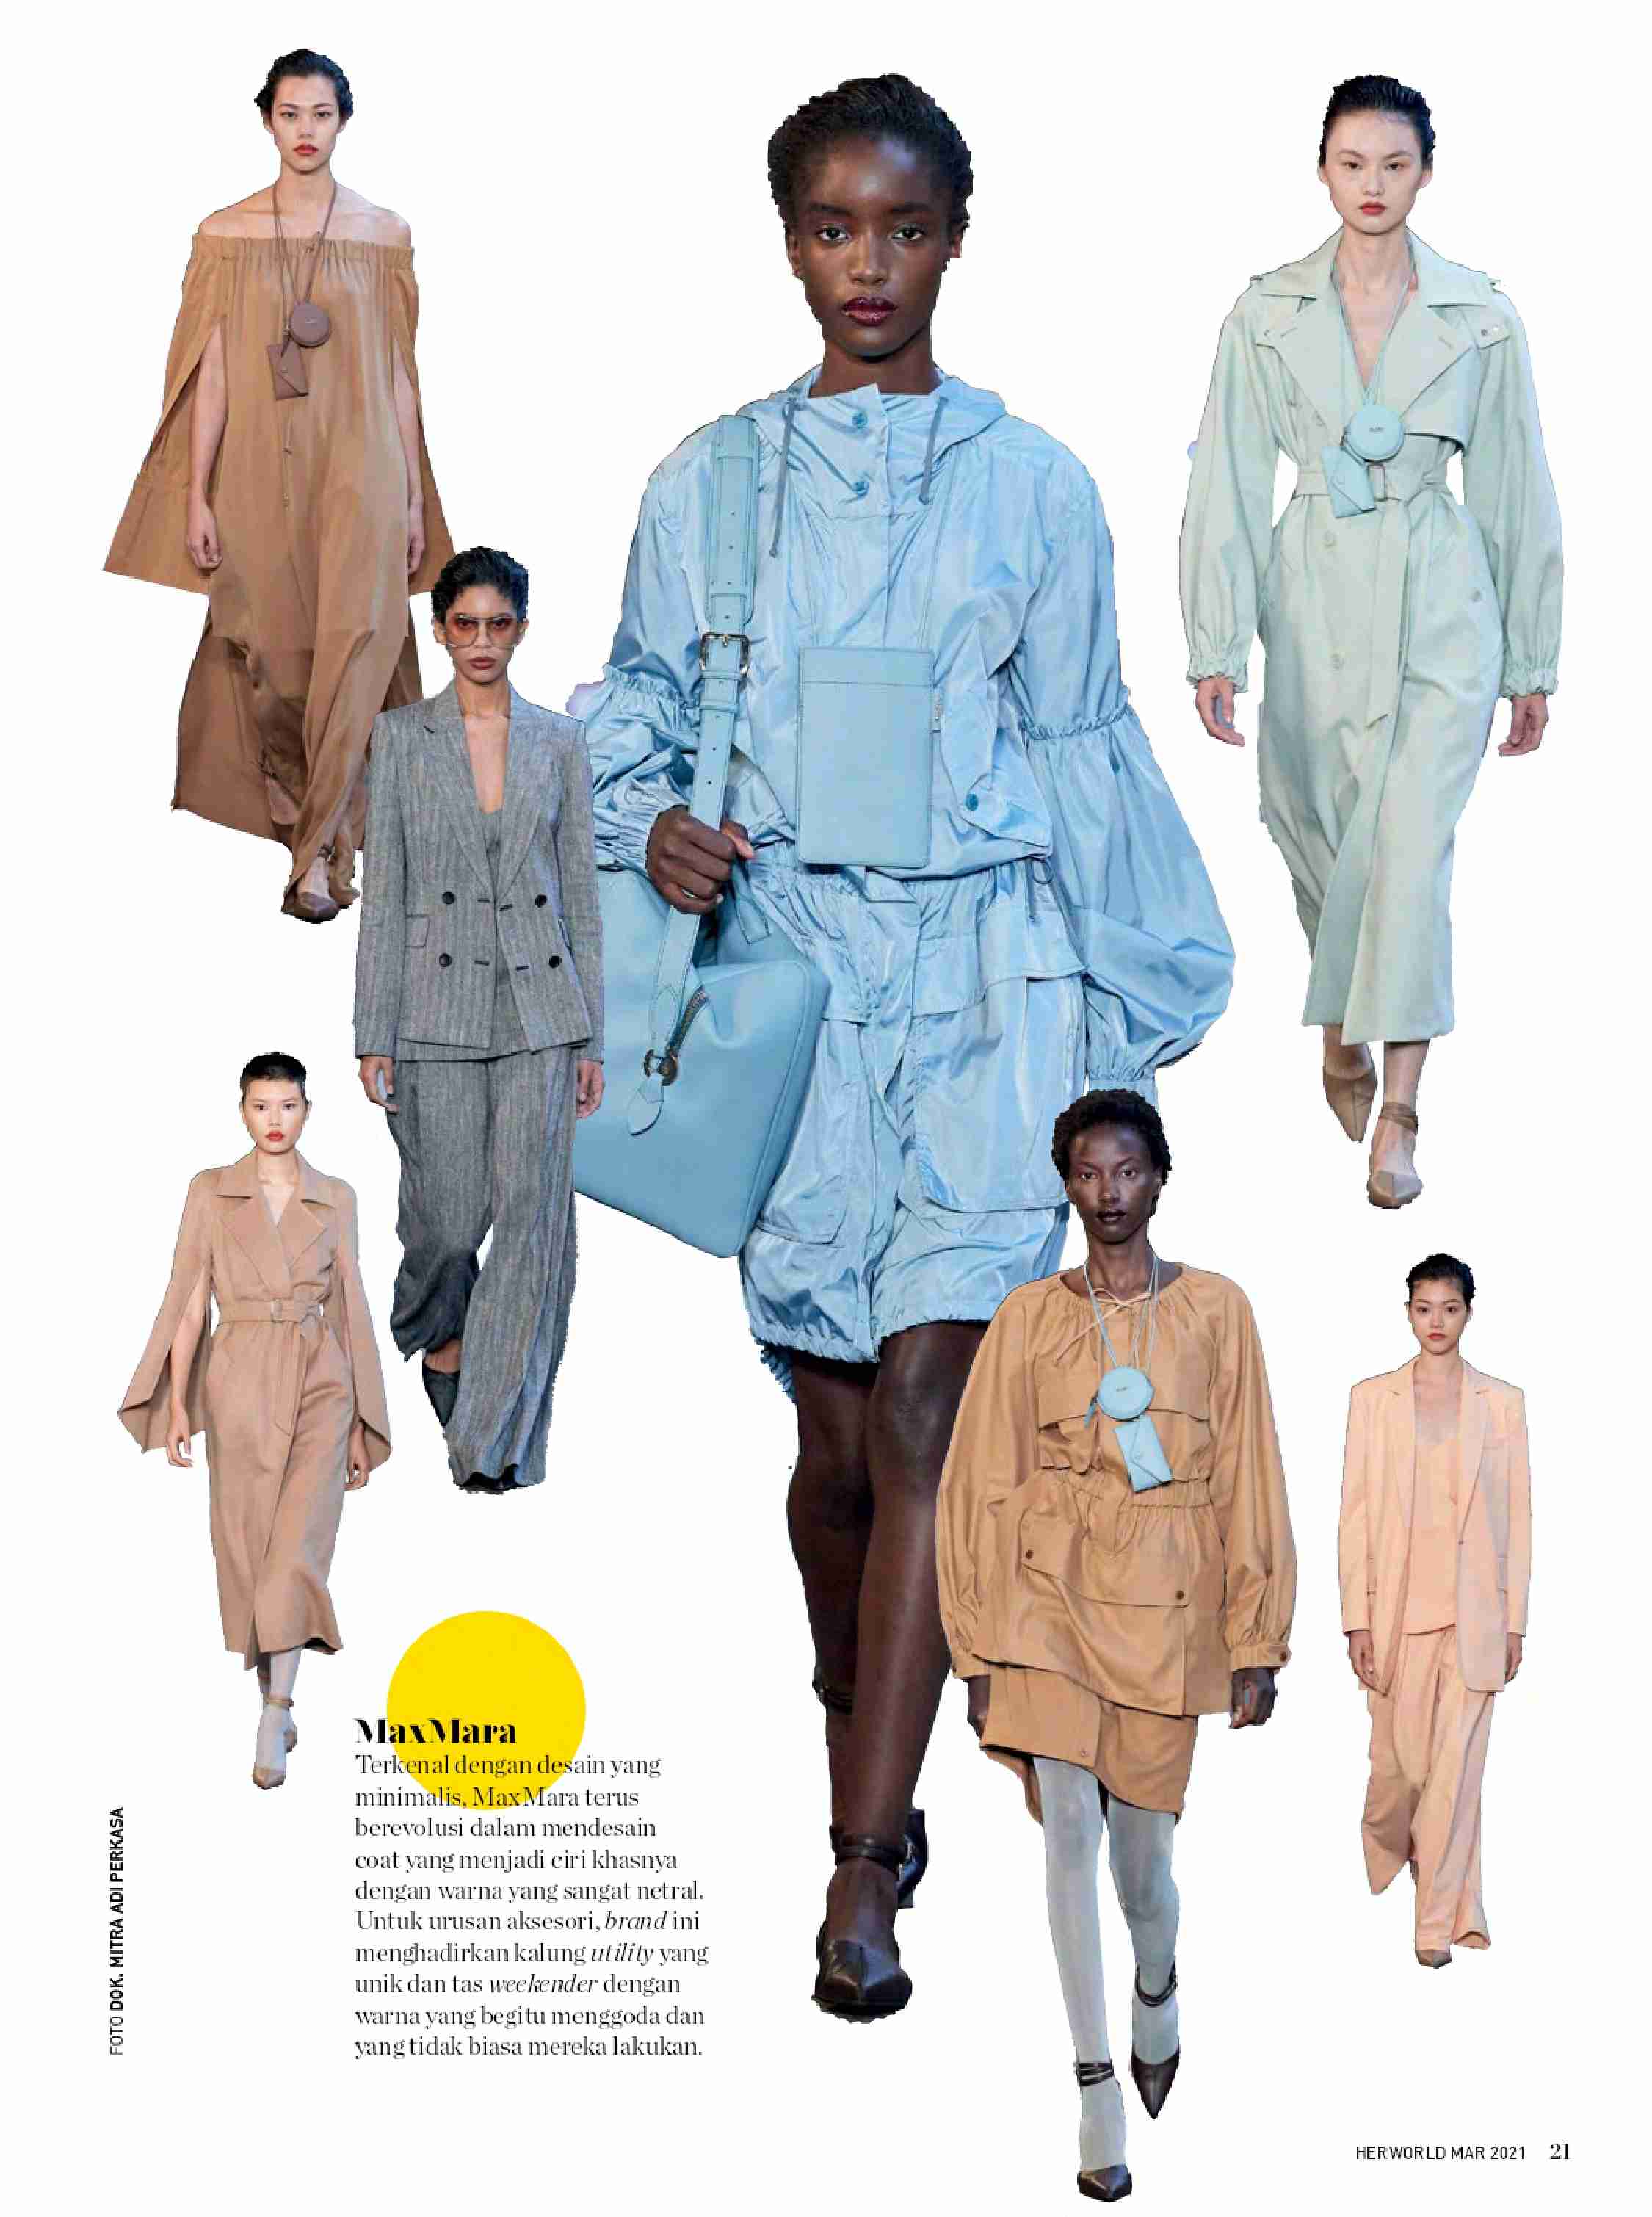 MaxMara
Terkenal dengan desain yang
minimalis, MaxMara terus
berevolusi dalam mendesain
coat yang menjadi ciri khasnya
dengan warna yang sangat netral.
Untuk urusan aksesori, brand ini
menghadirkan kalung utility yang
unik dan tas weekender dengan
warna yang begitu menggoda dan
yang tidak biasa mereka lakukan.
FOTO DOK. MITRA ADI PERKASA
HERWORLD MAR 2021 21